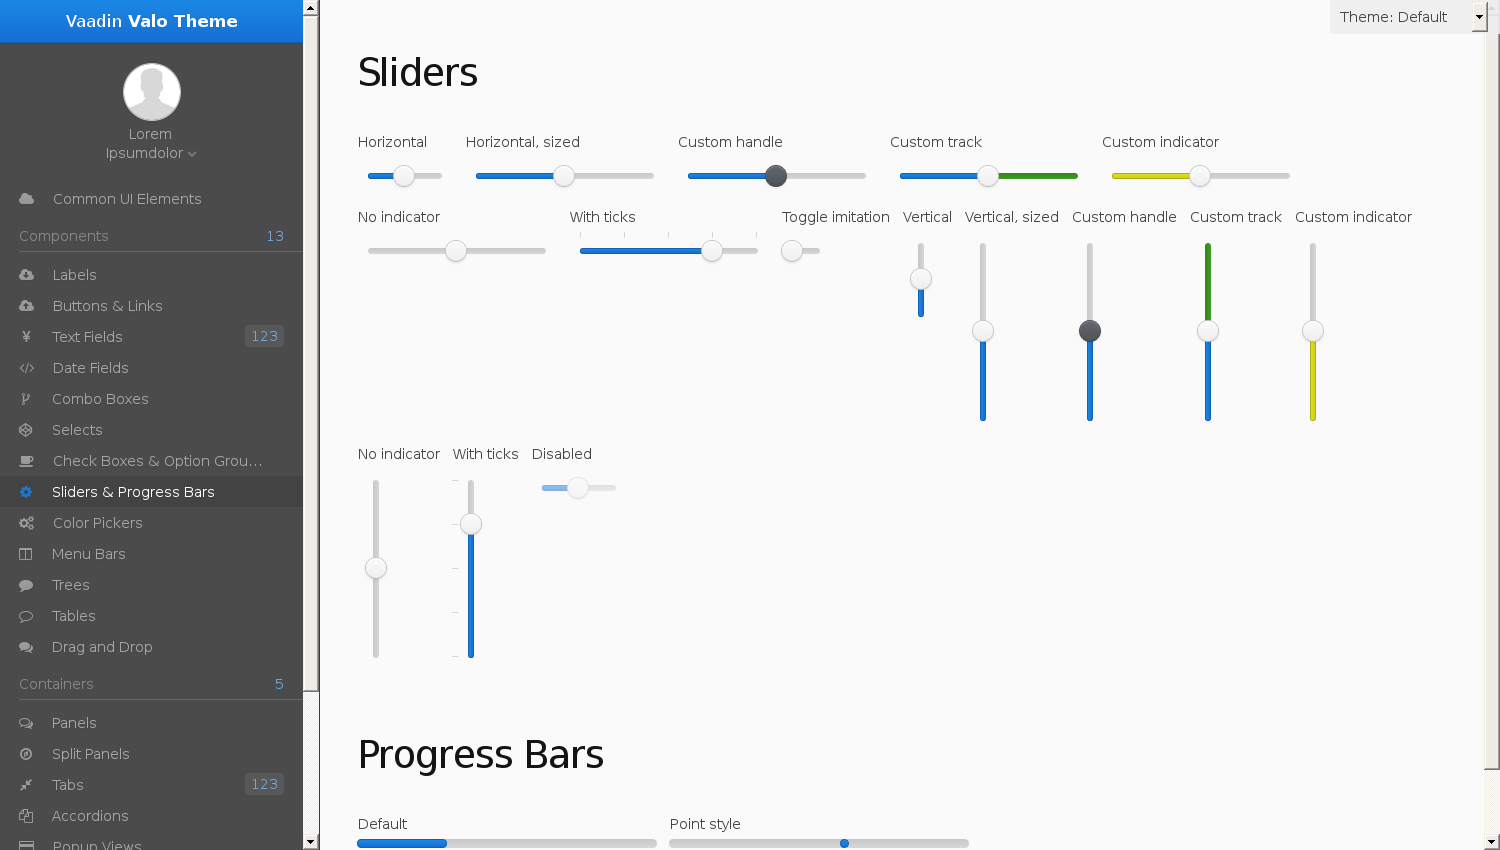 Vaadin Valo Theme
Lorem
Ipsumdolor
Common UI Elements
Components 13
Labels
Buttons & Links
Text Fields 123
Date Fields
Combo Boxes
Selects
Check Boxes & Option Grou…
Sliders & Progress Bars
Color Pickers
Menu Bars
Trees
Tables
Drag and Drop
Containers 5
Panels
Split Panels
Tabs 123
Accordions
Popup Views
Theme: Default
Sliders
Horizontal Horizontal, sized Custom handle Custom track Custom indicator
No indicator With ticks Toggle imitation Vertical Vertical, sized Custom handle Custom track Custom indicator
No indicator With ticks Disabled
Progress Bars
Default Point style